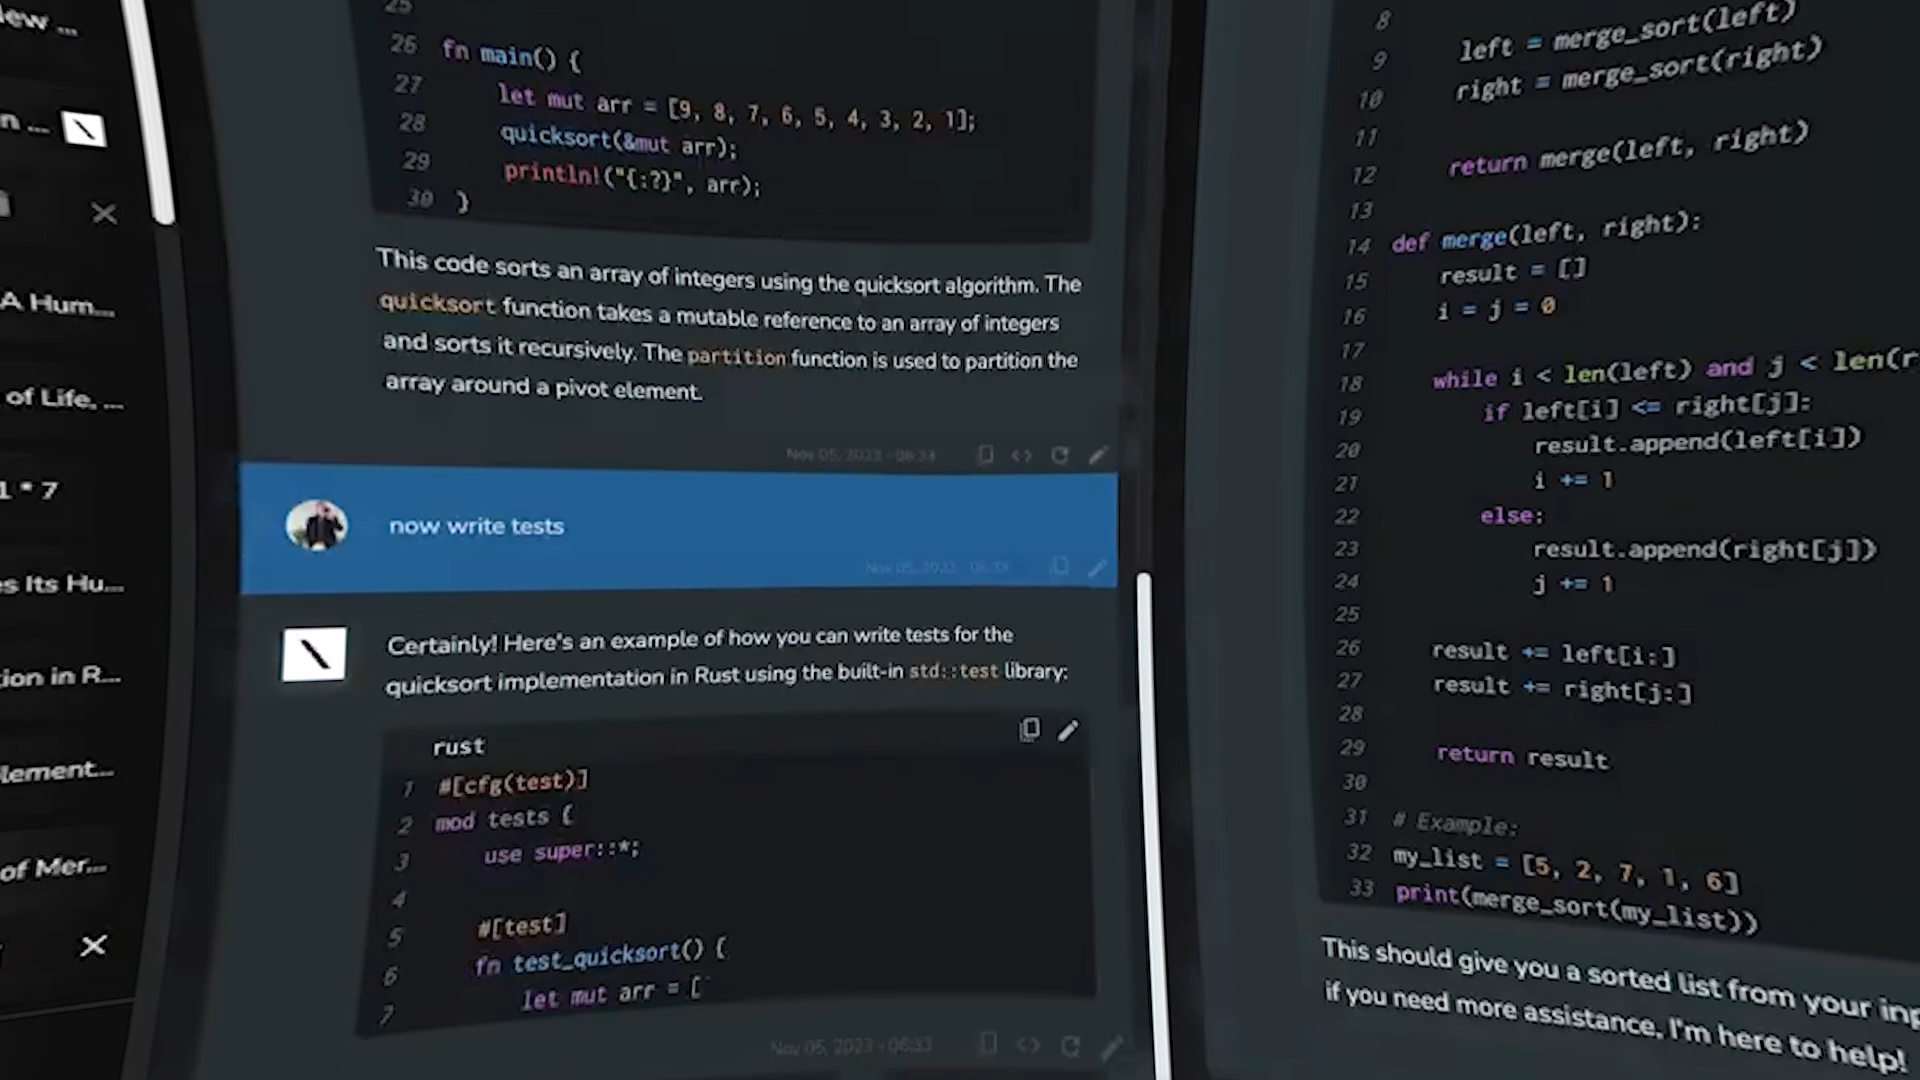 A Hum...
of Life, ...
1 * 7
s Its Hu...
ion in R...
lement...
of Mer...
25
26 fn main() {
27 let mut arr = [9, 8, 7, 6, 5, 4, 3, 2, 1];
28 quicksort(&mut arr);
29 println!("{:?}", arr);
30 }
This code sorts an array of integers using the quicksort algorithm. The
quicksort function takes a mutable reference to an array of integers
and sorts it recursively. The partition function is used to partition the
array around a pivot element.
Nov 05, 2023 - 06:33
now write tests
Nov 05, 2023 - 06:33
Certainly! Here's an example of how you can write tests for the
quicksort implementation in Rust using the built-in std::test library:
rust
1 #[cfg(test)]
2 mod tests {
3 use super::*;
4
5 #[test]
6 fn test_quicksort() {
7 let mut arr = [
Nov 05, 2023 - 06:33
8
9 left = merge_sort(left)
10 right = merge_sort(right)
11
12 return merge(left, right)
13
14 def merge(left, right):
15 result = []
16 i = j = 0
17
18 while i < len(left) and j < len(r
19 if left[i] <= right[j]:
20 result.append(left[i])
21 i += 1
22 else:
23 result.append(right[j])
24 j += 1
25
26 result += left[i:]
27 result += right[j:]
28
29 return result
30
31 # Example:
32 my_list = [5, 2, 7, 1, 6]
33 print(merge_sort(my_list))
This should give you a sorted list from your inp
if you need more assistance, I'm here to help!